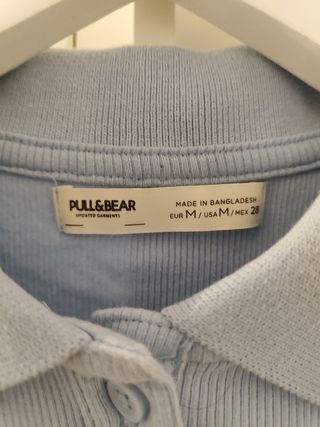 PULL&BEAR
UPDATED GARMENTS
MADE IN BANGLADESH
EUR M / USA M / MEX 28